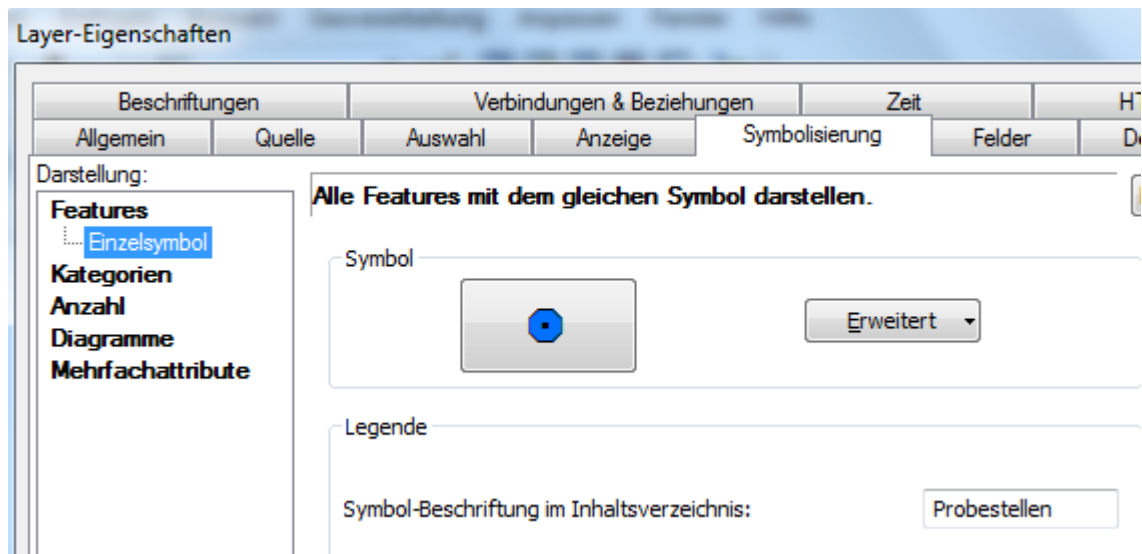 Layer-Eigenschaften
Beschriftungen Verbindungen & Beziehungen Zeit
Allgemein Quelle Auswahl Anzeige Symbolisierung Felder
Darstellung:
Features
Einzelsymbol
Kategorien
Anzahl
Diagramme
Mehrfachattribute
Alle Features mit dem gleichen Symbol darstellen.
Symbol
Erweitert
Legende
Symbol-Beschriftung im Inhaltsverzeichnis: Probestellen